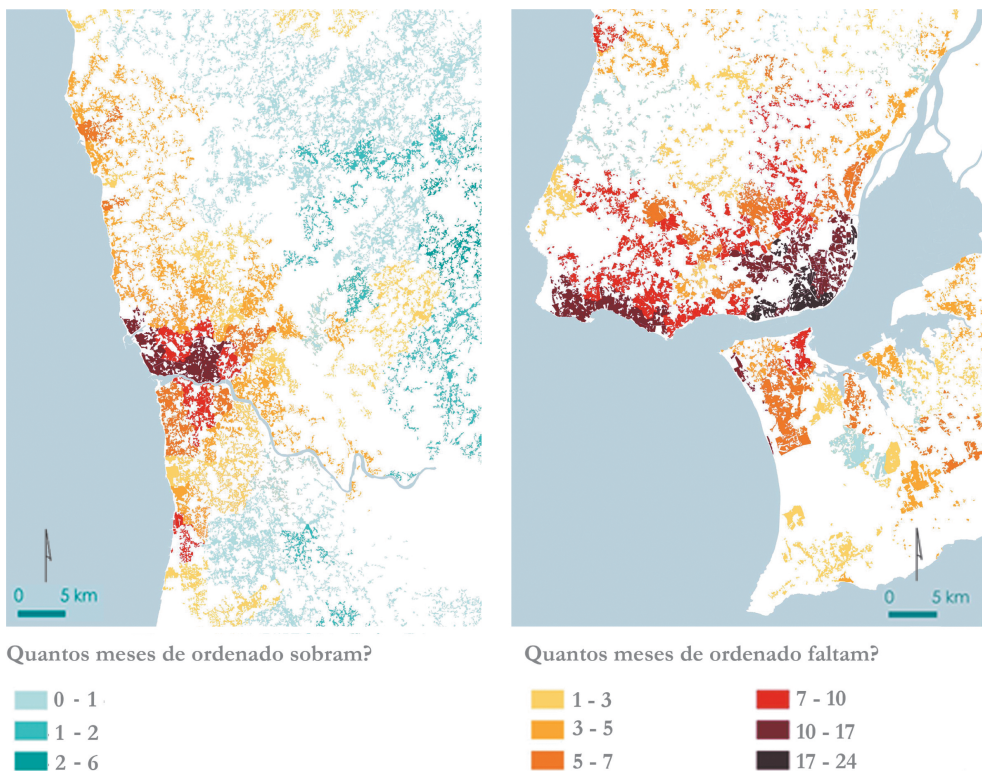 0 5 km
0 5 km
Quantos meses de ordenado sobram?
0 - 1
1 - 2
2 - 6
Quantos meses de ordenado faltam?
1 - 3
3 - 5
5 - 7
7 - 10
10 - 17
17 - 24